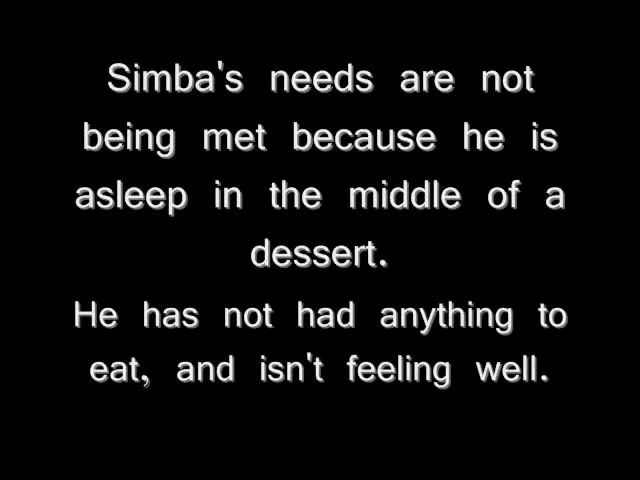 Simba's needs are not
being met because he is
asleep in the middle of a
dessert.
He has not had anything to
eat, and isn't feeling well.